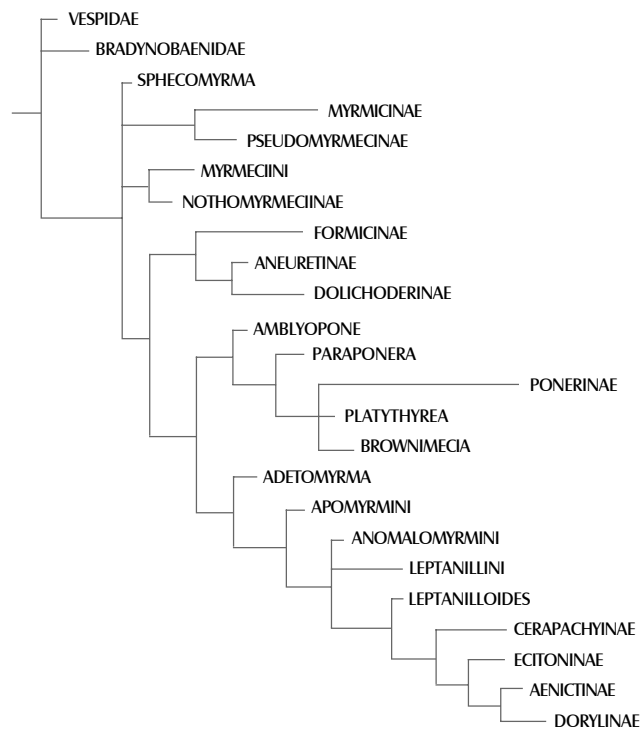 VESPIDAE
BRADYNOBAENIDAE
SPHECOMYRMA
MYRMICINAE
PSEUDOMYRMECINAE
MYRMECIINI
NOTHOMYRMECIINAE
FORMICINAE
ANEURETINAE
DOLICHODERINAE
AMBLYOPONE
PARAPONERA
PONERINAE
PLATYTHYREA
BROWNIMECIA
ADETOMYRMA
APOMYRMINI
ANOMALOMYRMINI
LEPTANILLINI
LEPTANILLOIDES
CERAPACHYINAE
ECITONINAE
AENICTINAE
DORYLINAE